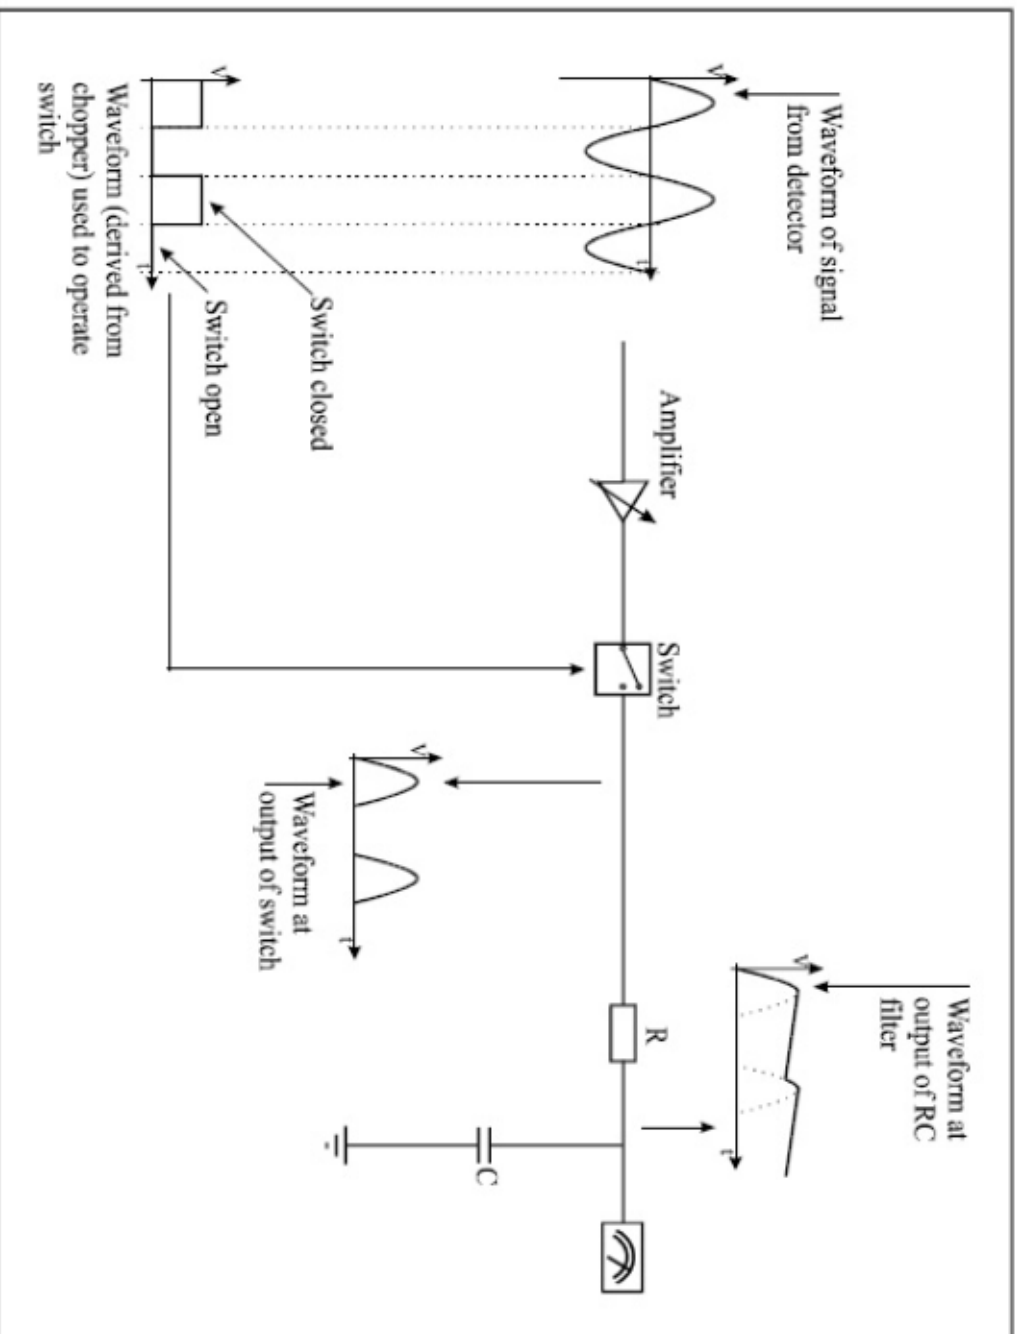 Waveform of signal
from detector
V
t
Amplifier
Switch
R
C
Waveform at
output of RC
filter
V
t
V
t
Waveform at
output of switch
V
t
Switch closed
Switch open
Waveform (derived from
chopper) used to operate
switch